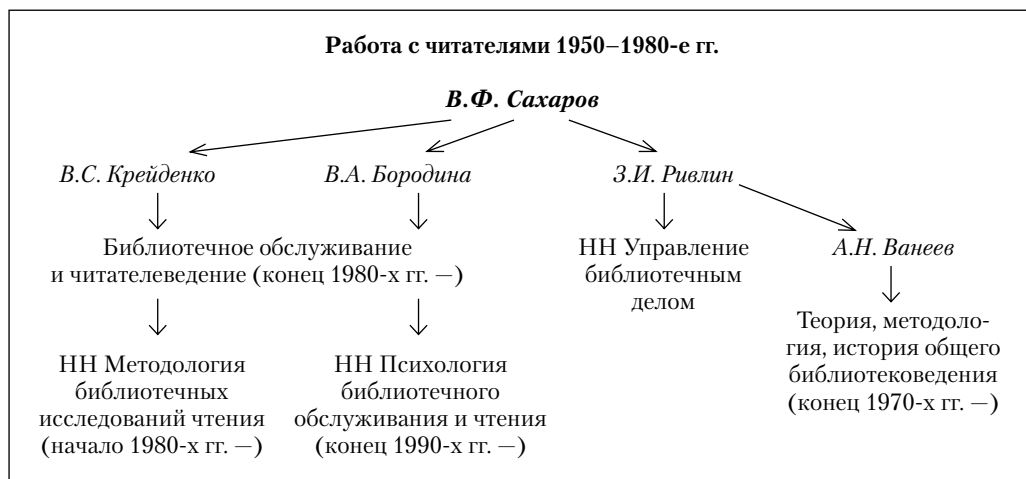 Работа с читателями 1950–1980-е гг.
В.Ф. Сахаров
В.С. Крейденко
В.А. Бородина
З.И. Ривлин
Библиотечное обслуживание
и читателеведение (конец 1980-х гг. —)
НН Управление
библиотечным
делом
А.Н. Ванеев
НН Методология
библиотечных
исследований чтения
(начало 1980-х гг. —)
НН Психология
библиотечного
обслуживания и чтения
(конец 1990-х гг. —)
Теория, методоло-
гия, история общего
библиотековедения
(конец 1970-х гг. —)